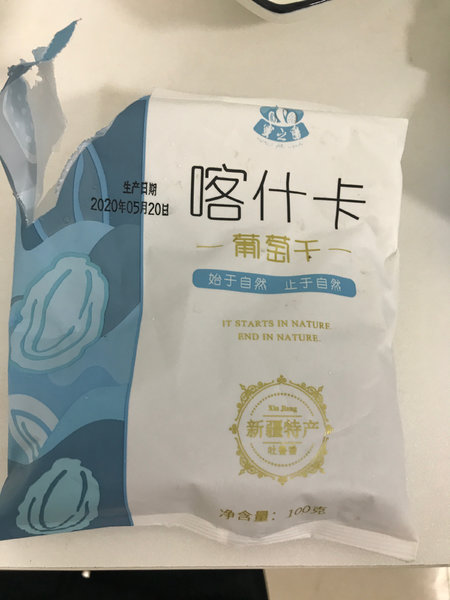 生产日期
2020年05月20日
喀什卡
葡萄干
始于自然 止于自然
IT STARTS IN NATURE
END IN NATURE.
Xin Jiang
新疆特产
吐鲁番
净含量: 100克